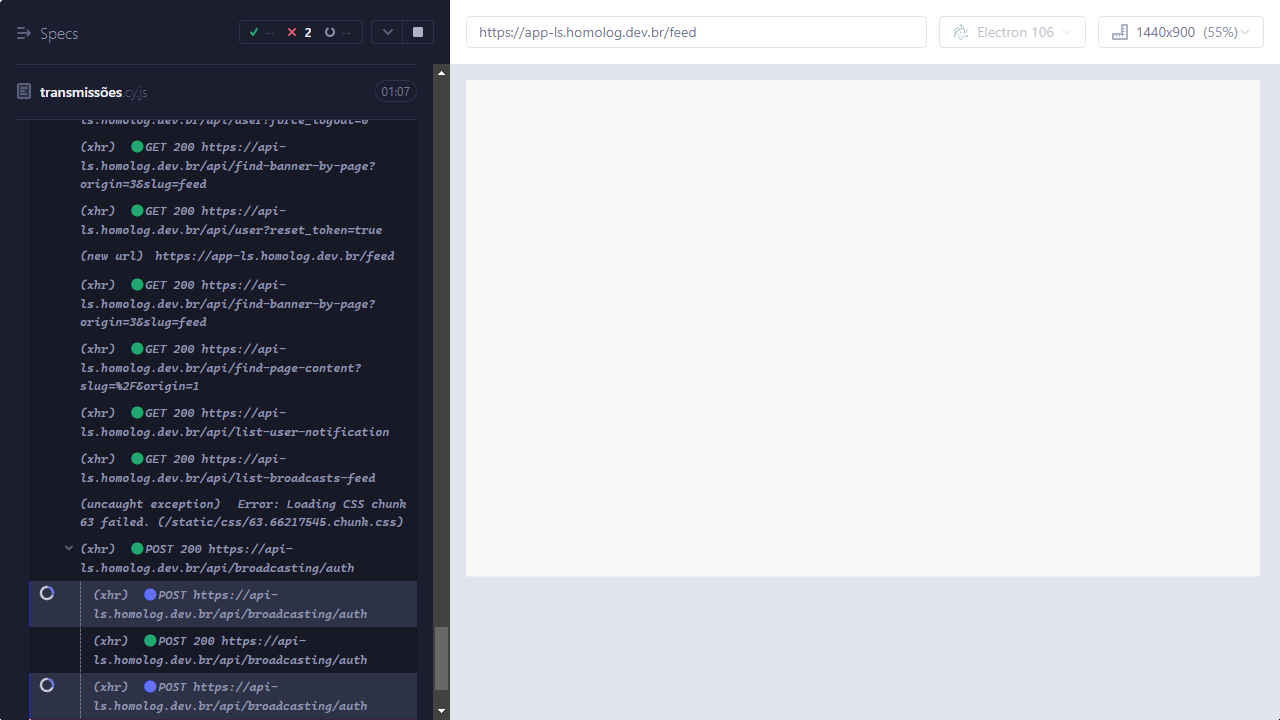 Specs
-- 2 --
https://app-ls.homolog.dev.br/feed
Electron 106
1440x900 (55%)
transmissões.cy.js
01:07
ls.homolog.dev.br/api/user?force_logout=0
(xhr) GET 200 https://api-
ls.homolog.dev.br/api/find-banner-by-page?
origin=3&slug=feed
(xhr) GET 200 https://api-
ls.homolog.dev.br/api/user?reset_token=true
(new url) https://app-ls.homolog.dev.br/feed
(xhr) GET 200 https://api-
ls.homolog.dev.br/api/find-banner-by-page?
origin=3&slug=feed
(xhr) GET 200 https://api-
ls.homolog.dev.br/api/find-page-content?
slug=%2F&origin=1
(xhr) GET 200 https://api-
ls.homolog.dev.br/api/list-user-notification
(xhr) GET 200 https://api-
ls.homolog.dev.br/api/list-broadcasts-feed
(uncaught exception) Error: Loading CSS chunk
63 failed. (/static/css/63.66217545.chunk.css)
(xhr) POST 200 https://api-
ls.homolog.dev.br/api/broadcasting/auth
(xhr) POST https://api-
ls.homolog.dev.br/api/broadcasting/auth
(xhr) POST 200 https://api-
ls.homolog.dev.br/api/broadcasting/auth
(xhr) POST https://api-
ls.homolog.dev.br/api/broadcasting/auth